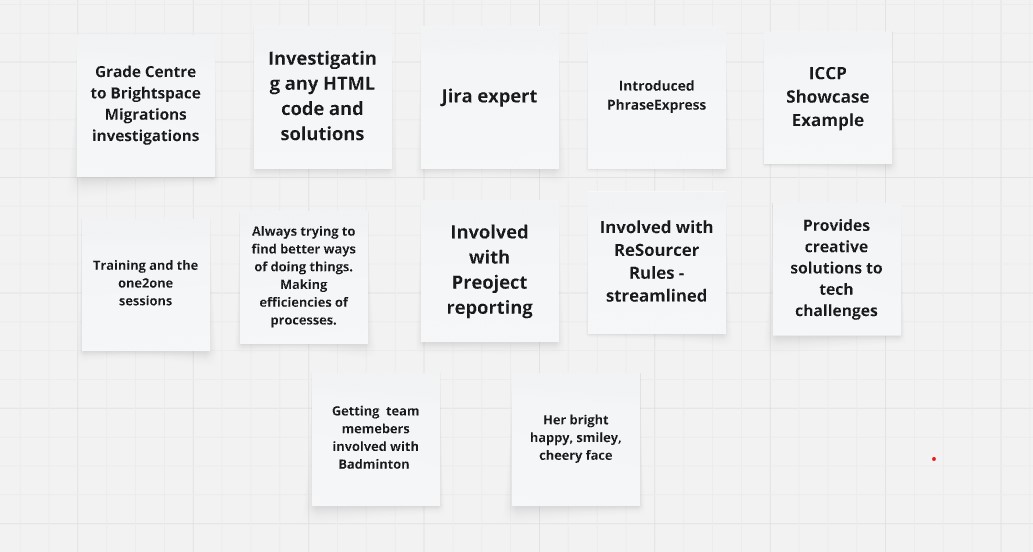 Grade Centre
to Brightspace
Migrations
investigations
Investigatin
g any HTML
code and
solutions
Jira expert
Introduced
PhraseExpress
ICCP
Showcase
Example
Training and the
one2one
sessions
Always trying to
find better ways
of doing things.
Making
efficiencies of
processes.
Involved
with
Preoject
reporting
Involved with
ReSourcer
Rules -
streamlined
Provides
creative
solutions to
tech
challenges
Getting  team
memebers
involved with
Badminton
Her bright
happy, smiley,
cheery face